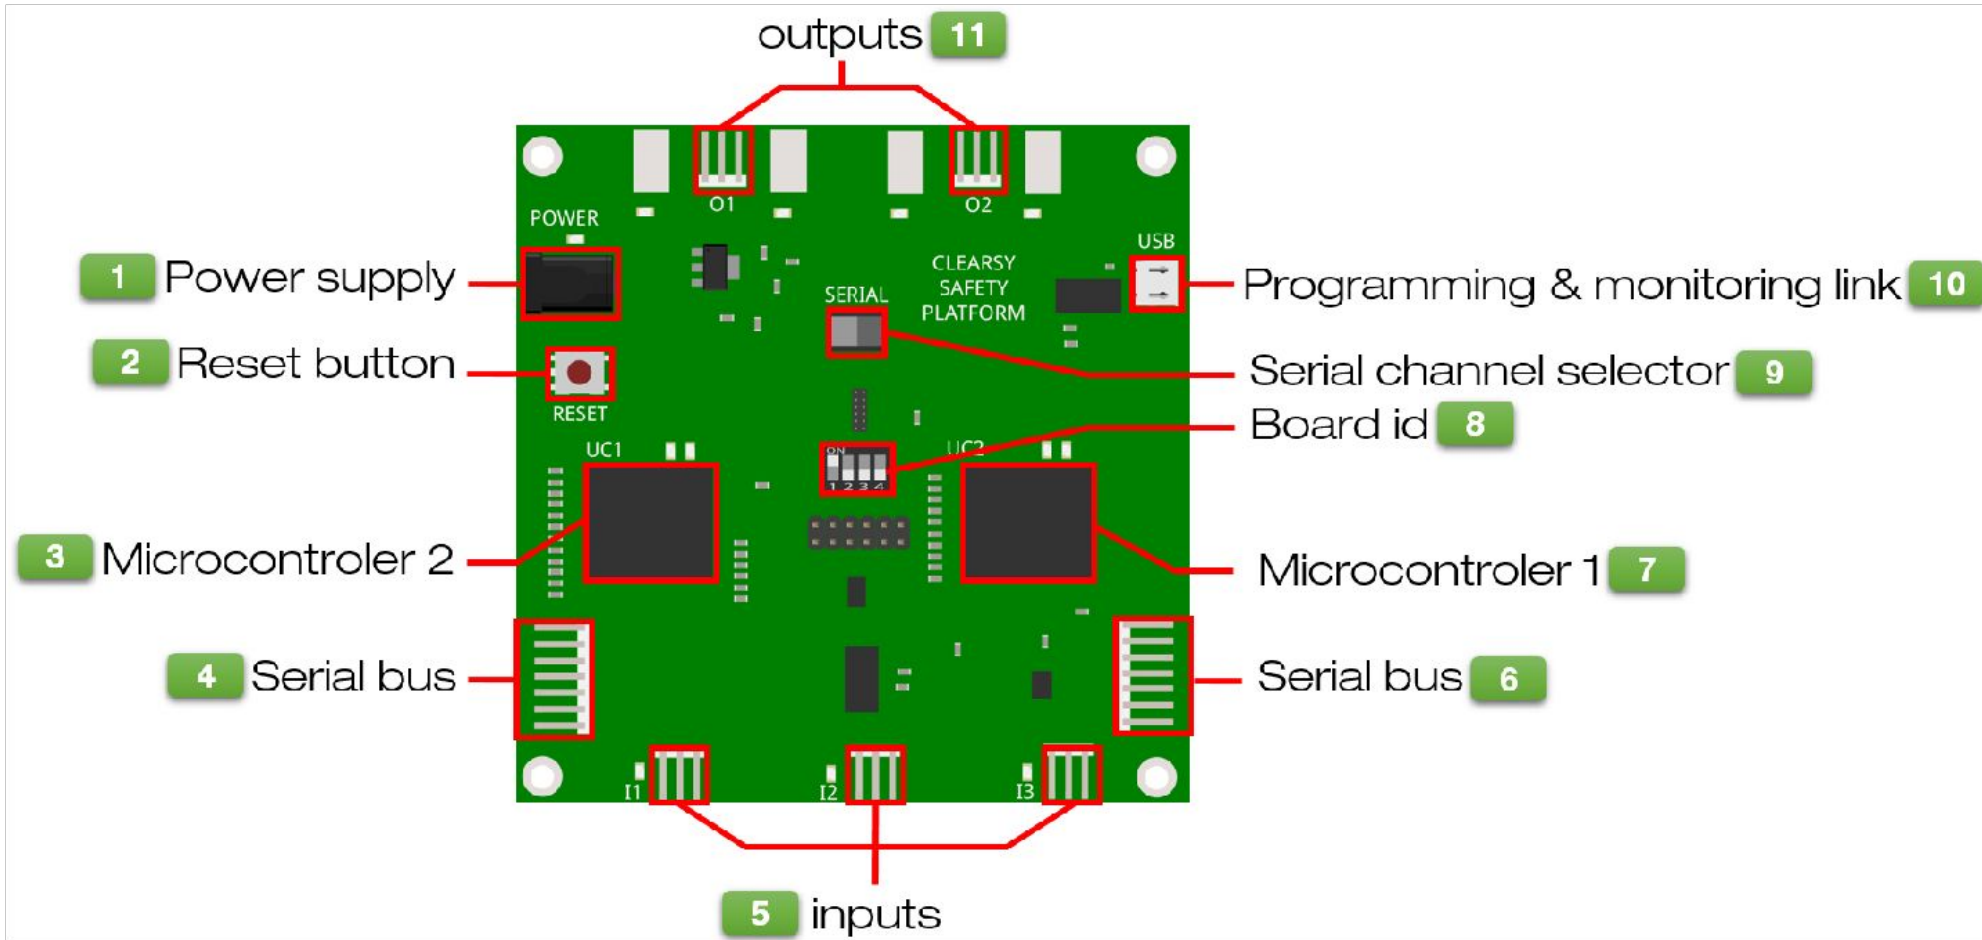 outputs 11
O1
O2
POWER
USB
CLEARSY
SAFETY
PLATFORM
SERIAL
1 Power supply
Programming & monitoring link 10
2 Reset button
RESET
Serial channel selector 9
Board id 8
UC1
ON
1 2 3 4
UC2
3 Microcontroler 2
Microcontroler 1 7
4 Serial bus
Serial bus 6
I1
I2
I3
5 inputs